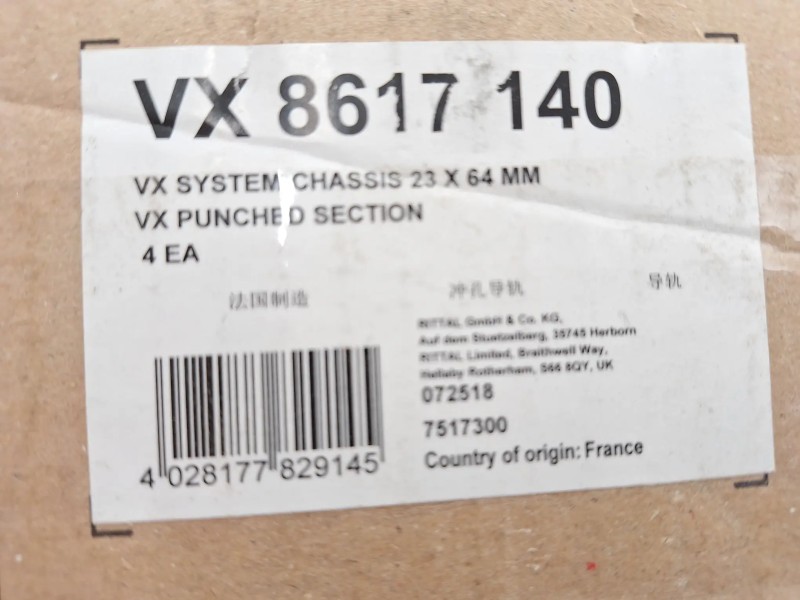 VX 8617 140
VX SYSTEM CHASSIS 23 X 64 MM
VX PUNCHED SECTION
4 EA
法国制造 冲孔导轨 导轨
RITTAL GmbH & Co. KG,
Auf dem Stuetzelberg, 35745 Herborn
RITTAL Limited, Braithwell Way,
Hellaby Rotherham, S66 8QY, UK
072518
7517300
Country of origin: France
4 028177 829145